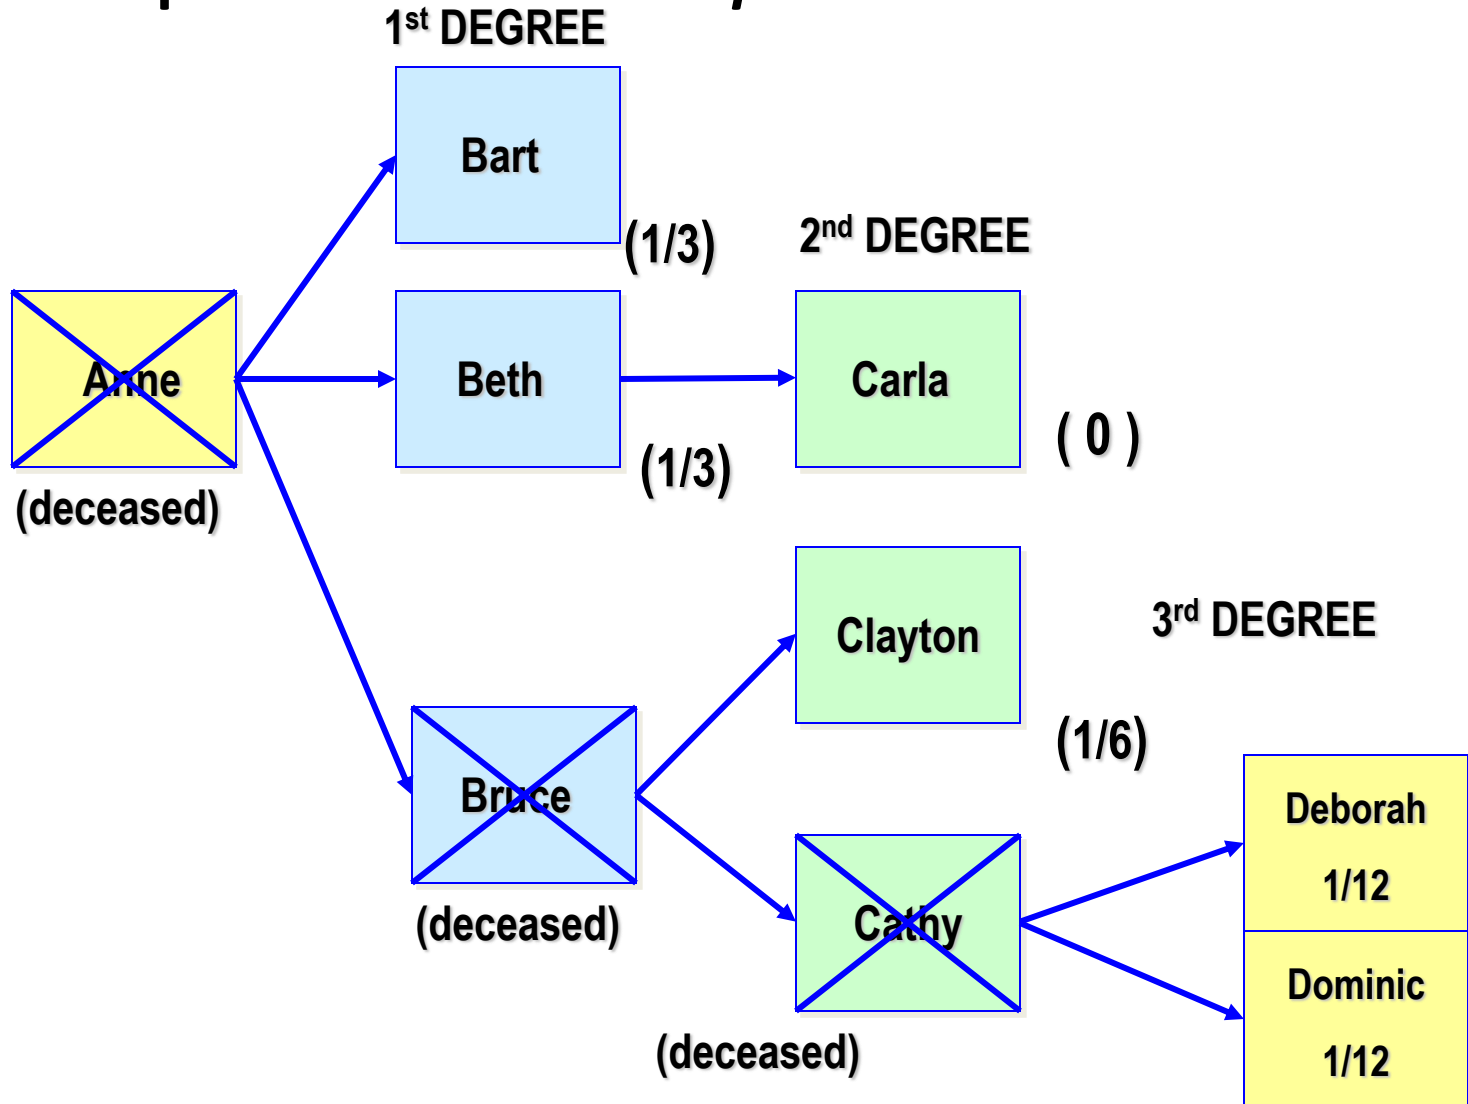 1st DEGREE
Bart
(1/3)
2nd DEGREE
Anne
Beth
Carla
( 0 )
(1/3)
(deceased)
Clayton
3rd DEGREE
(1/6)
Bruce
Deborah
1/12
(deceased)
Cathy
Dominic
1/12
(deceased)